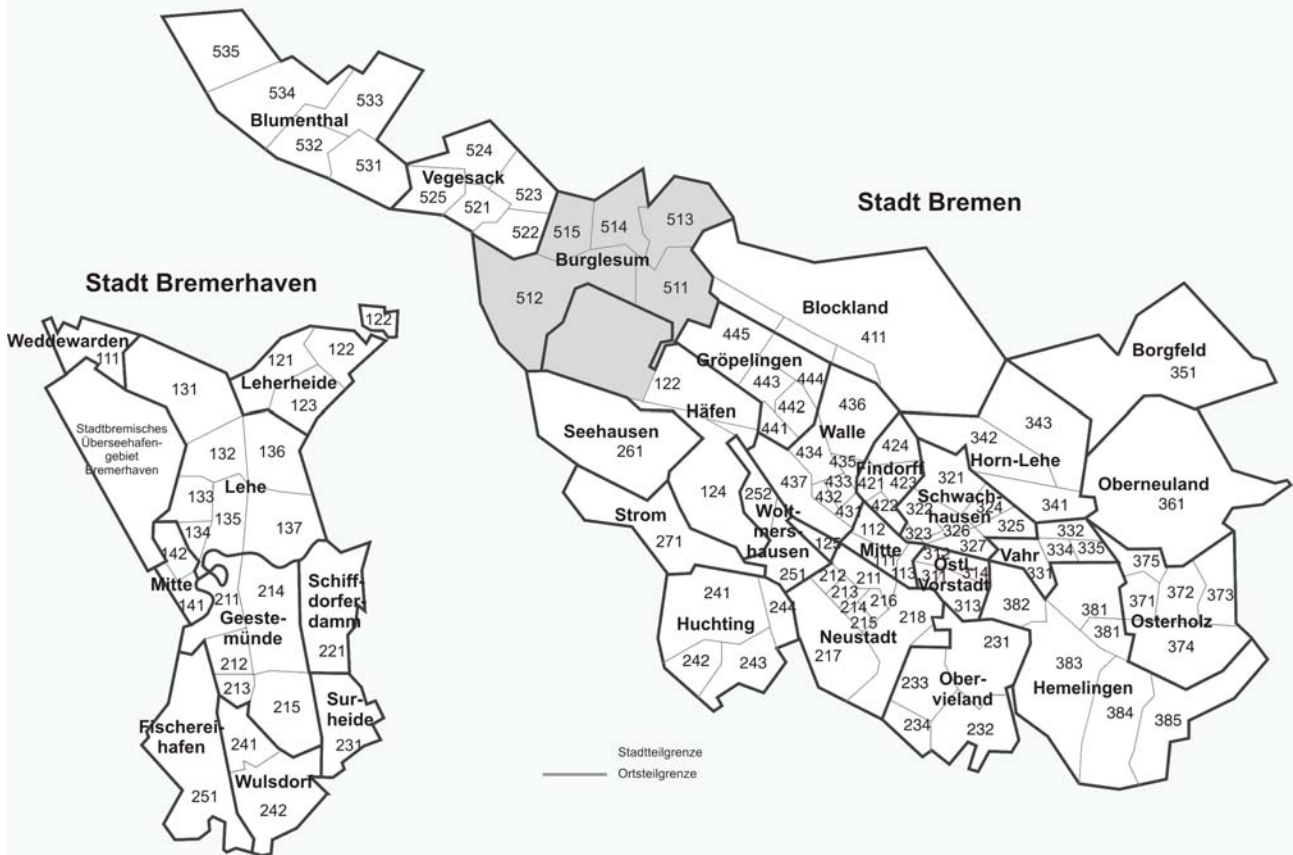 Stadt Bremen
Stadt Bremerhaven
535
534
533
Blumenthal
532
531
524
Vegesack
525
521
523
522
515
514
513
Burglesum
512
511
Blockland
411
445
Gröpelingen
443
444
442
441
122
Häfen
436
Walle
434
435
437
433
432
431
424
Findorff
421
423
422
Borgfeld
351
343
342
Horn-Lehe
341
Oberneuland
361
321
Schwach-
hausen
322
324
323
326
325
327
332
334
335
Vahr
331
Seehausen
261
Strom
271
124
252
Wolt-
mers-
hausen
125
251
112
Mitte
111
113
312
311
Östl.
Vorstadt
314
313
212
211
213
214
216
215
218
Neustadt
217
241
244
Huchting
242
243
231
233
Ober-
vieland
234
232
382
381
381
383
Hemelingen
384
385
375
371
372
373
Osterholz
374
Weddewarden
111
122
121
122
Leherheide
123
131
Stadtbremisches
Überseehafen-
gebiet
Bremerhaven
132
136
Lehe
133
135
134
137
142
Mitte
141
211
214
Geeste-
münde
212
213
215
Schiff-
dorfer-
damm
221
Sur-
heide
231
Fischerei-
hafen
251
241
Wulsdorf
242
Stadtteilgrenze
Ortsteilgrenze